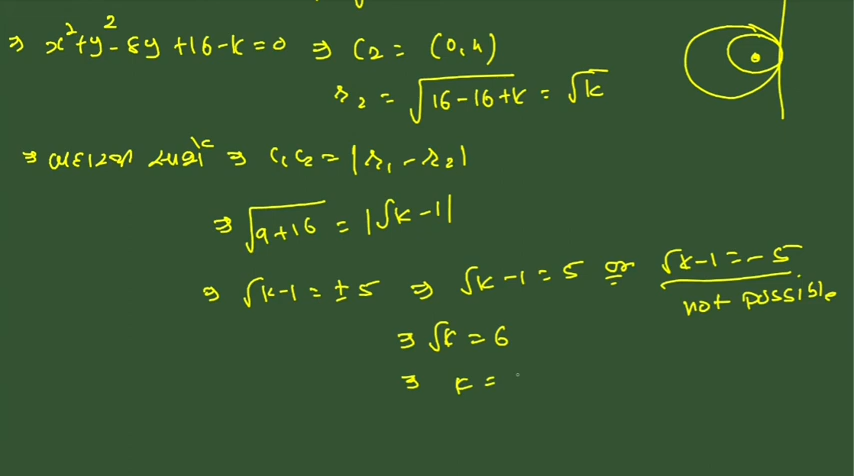 ⇒ x²+y²-8y+16-k=0 ⇒ C₂ = (0,4)
r₂ = √(16-16+k) = √k
⇒ C₁C₂ = |r₁ - r₂|
⇒ √(9+16) = |√k - 1|
⇒ √k-1 = ±5 ⇒ √k-1 = 5 or √k-1 = -5
not possible
⇒ √k = 6
⇒ k =